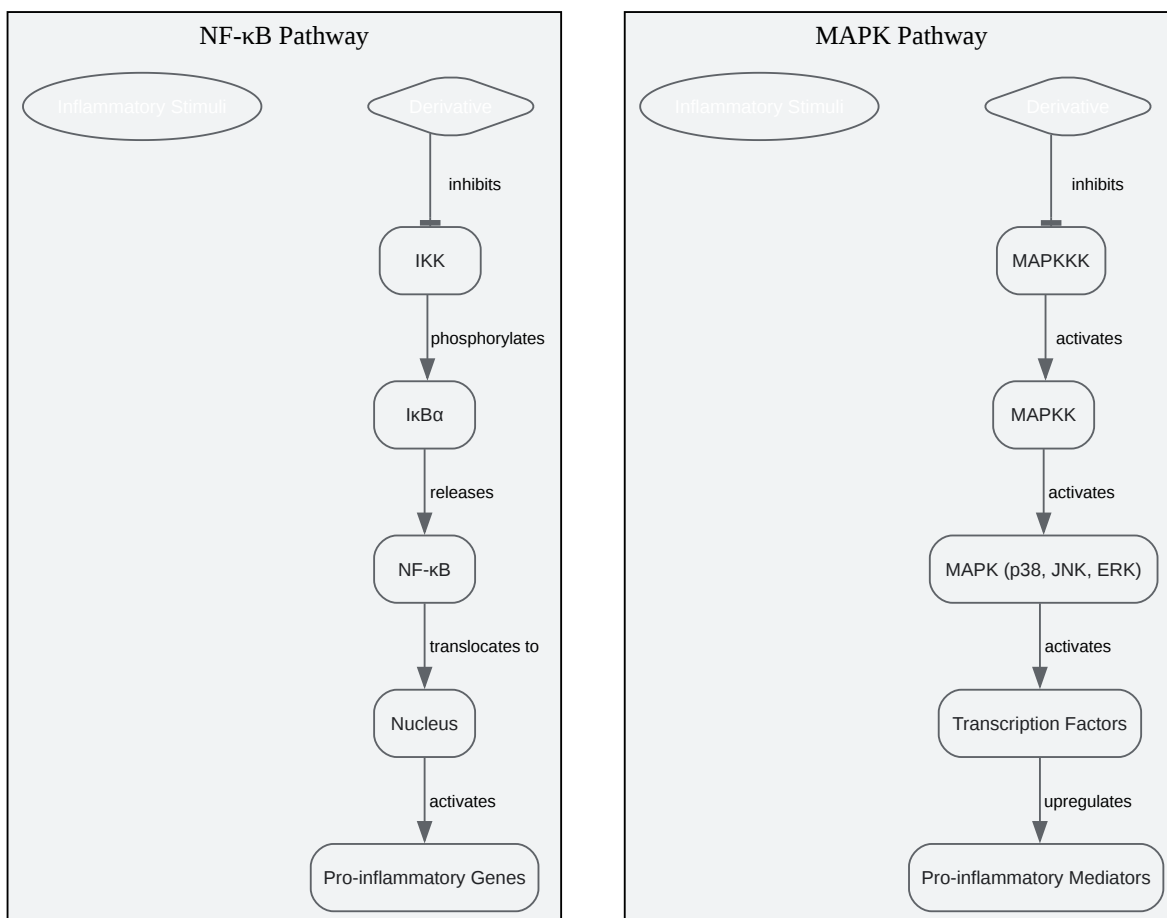 NF-κB Pathway
Inflammatory Stimuli
Derivative
inhibits
IKK
phosphorylates
IκBα
releases
NF-κB
translocates to
Nucleus
activates
Pro-inflammatory Genes
MAPK Pathway
Inflammatory Stimuli
Derivative
inhibits
MAPKKK
activates
MAPKK
activates
MAPK (p38, JNK, ERK)
activates
Transcription Factors
upregulates
Pro-inflammatory Mediators